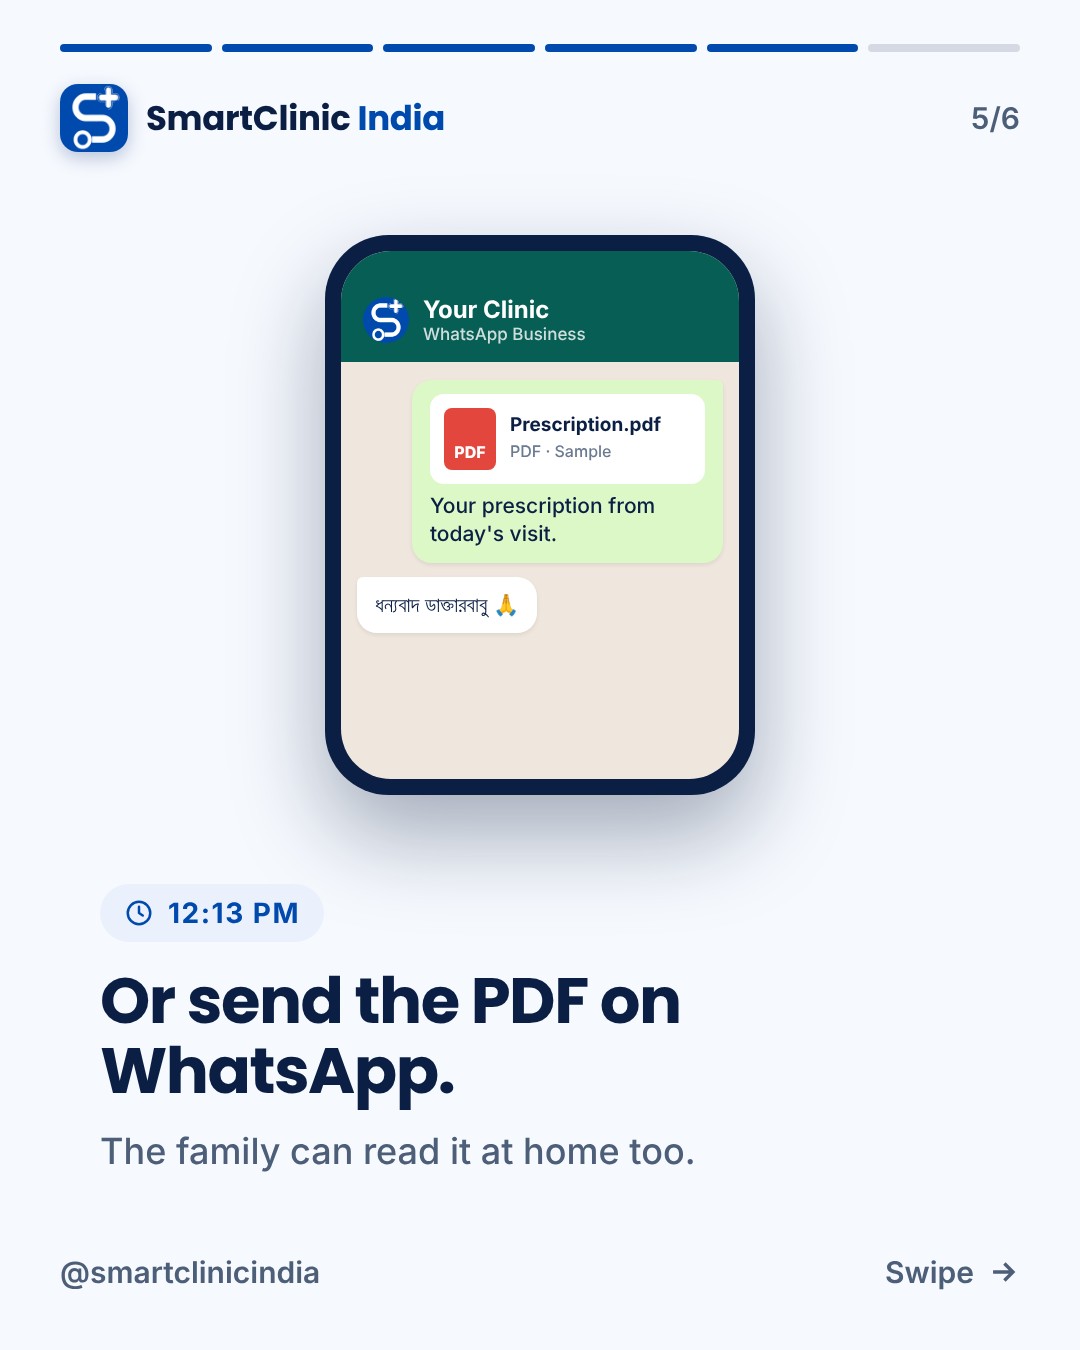 SmartClinic India
5/6
Your Clinic
WhatsApp Business
PDF
Prescription.pdf
PDF · Sample
Your prescription from
today's visit.
ধন্যবাদ ডাক্তারবাবু 🙏
12:13 PM
Or send the PDF on
WhatsApp.
The family can read it at home too.
@smartclinicindia
Swipe →